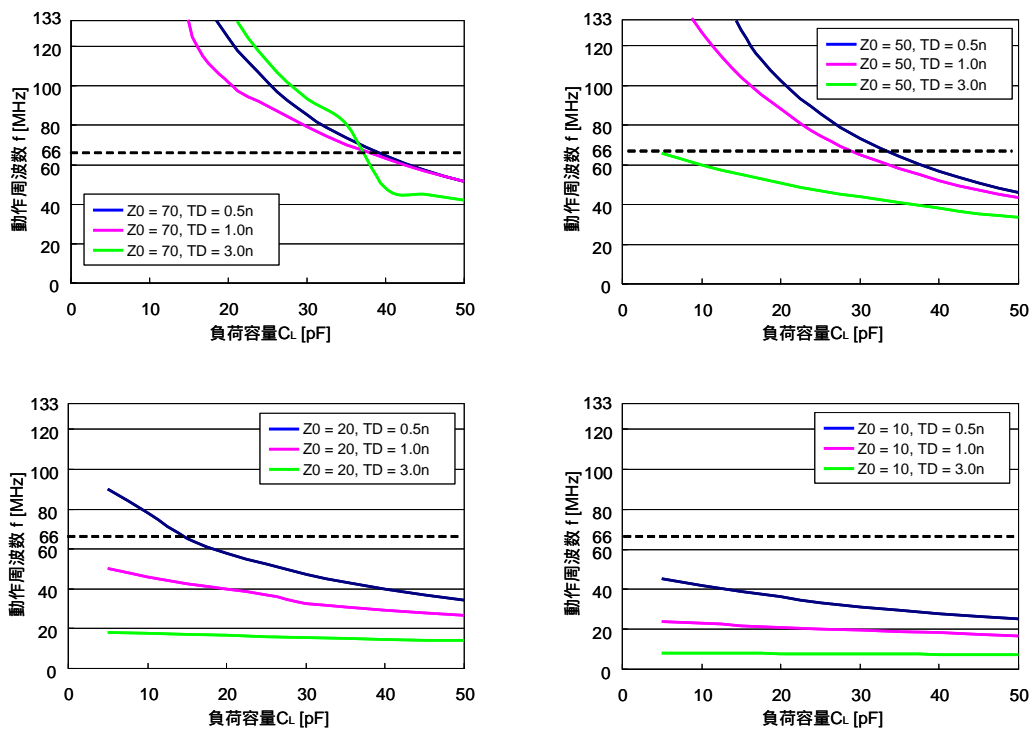 133
120
100
80
66
60
40
20
0
動作周波数 f [MHz]
Z0 = 70, TD = 0.5n
Z0 = 70, TD = 1.0n
Z0 = 70, TD = 3.0n
0 10 20 30 40 50
負荷容量CL [pF]
133
120
100
80
66
60
40
20
0
動作周波数 f [MHz]
Z0 = 50, TD = 0.5n
Z0 = 50, TD = 1.0n
Z0 = 50, TD = 3.0n
0 10 20 30 40 50
負荷容量CL [pF]
133
120
100
80
66
60
40
20
0
動作周波数 f [MHz]
Z0 = 20, TD = 0.5n
Z0 = 20, TD = 1.0n
Z0 = 20, TD = 3.0n
0 10 20 30 40 50
負荷容量CL [pF]
133
120
100
80
66
60
40
20
0
動作周波数 f [MHz]
Z0 = 10, TD = 0.5n
Z0 = 10, TD = 1.0n
Z0 = 10, TD = 3.0n
0 10 20 30 40 50
負荷容量CL [pF]